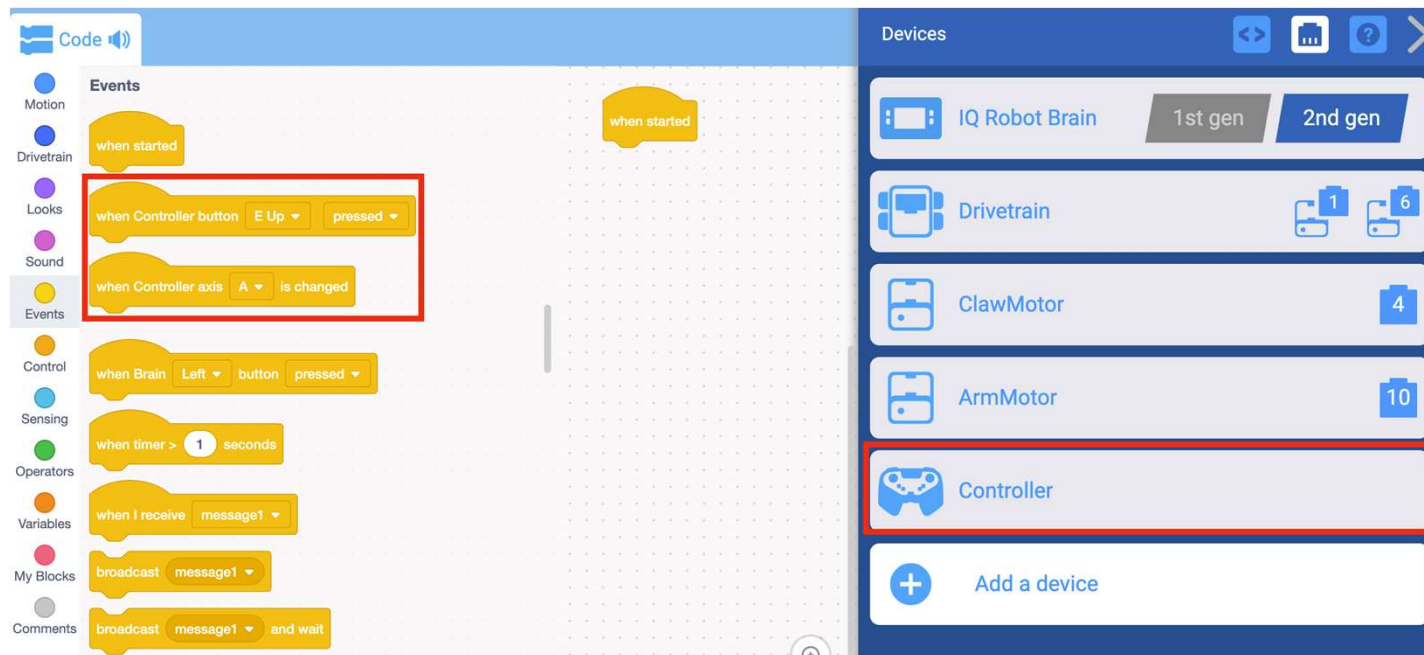 Code
Motion
Drivetrain
Looks
Sound
Events
Control
Sensing
Operators
Variables
My Blocks
Comments
Events
when started
when Controller button E Up pressed
when Controller axis A is changed
when Brain Left button pressed
when timer > 1 seconds
when I receive message1
broadcast message1
broadcast message1 and wait
when started
Devices
IQ Robot Brain 1st gen 2nd gen
Drivetrain 1 6
ClawMotor 4
ArmMotor 10
Controller
Add a device